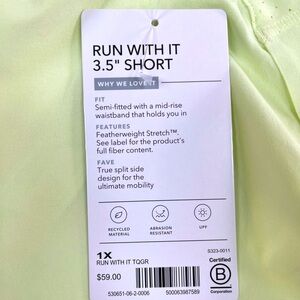 RUN WITH IT
3.5" SHORT
WHY WE LOVE IT
FIT
Semi-fitted with a mid-rise
waistband that holds you in
FEATURES
Featherweight Stretch™.
See label for the product's
full fiber content.
FAVE
True split side
design for the
ultimate mobility
RECYCLED
MATERIAL
ABRASION
RESISTANT
UPF
S323-0011
1X
RUN WITH IT TQGR
$59.00
530651-06-2-0006
500063987589
Certified
B
Corporation